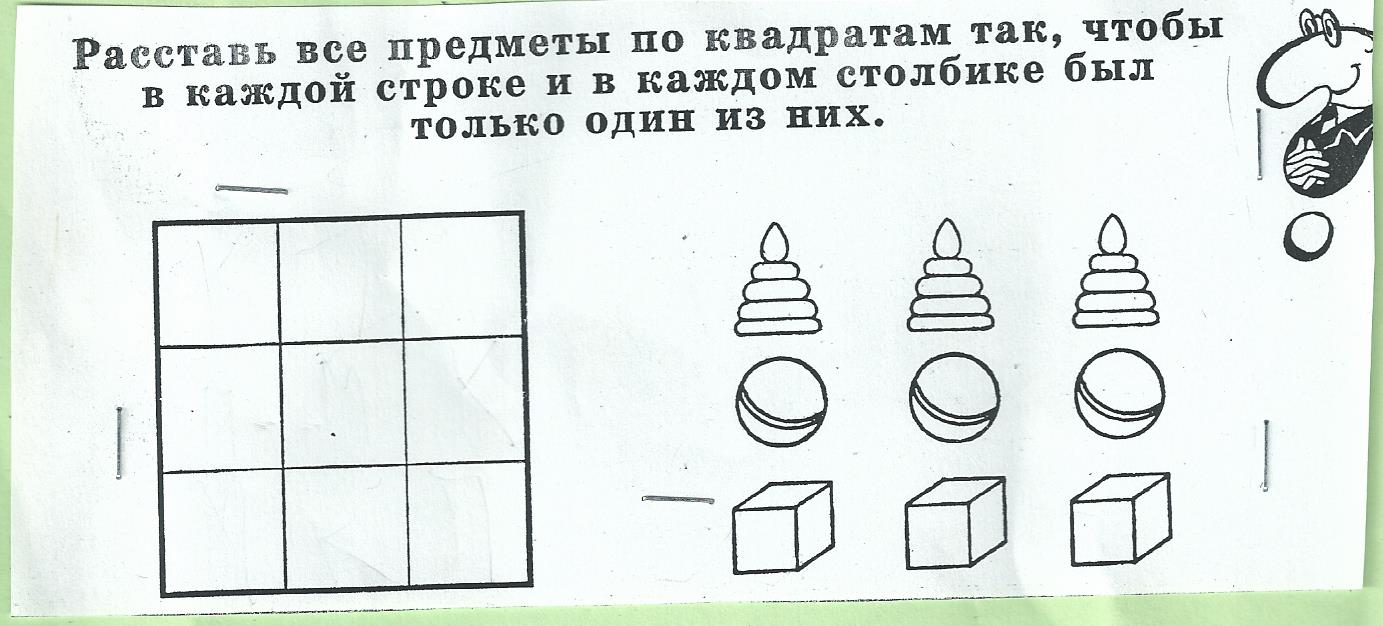 Расставь все предметы по квадратам так, чтобы
в каждой строке и в каждом столбике был
только один из них.